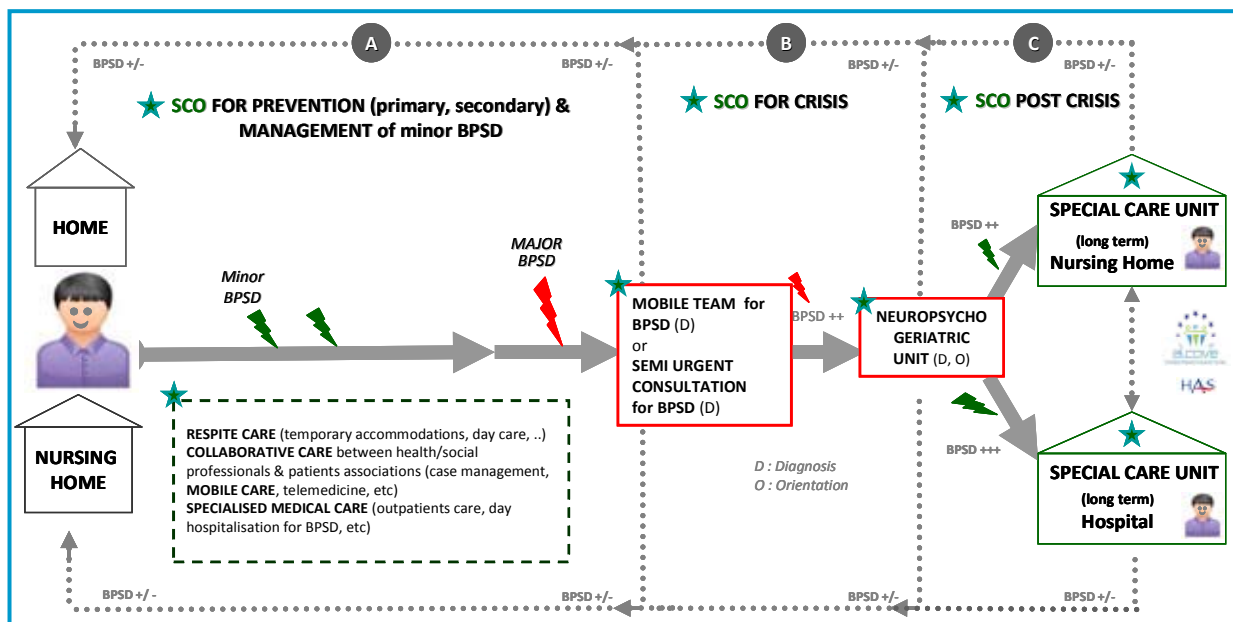 A
B
C
BPSD +/-
BPSD +/-
BPSD +/-
BPSD +/-
SCO FOR PREVENTION (primary, secondary) &
MANAGEMENT of minor BPSD
SCO FOR CRISIS
SCO POST CRISIS
HOME
Minor
BPSD
MAJOR
BPSD
MOBILE TEAM for
BPSD (D)
or
SEMI URGENT
CONSULTATION
for BPSD (D)
BPSD ++
NEUROPSYCHO
GERIATRIC
UNIT (D, O)
BPSD ++
SPECIAL CARE UNIT
(long term)
Nursing Home
alcove
HAS
NURSING
HOME
RESPITE CARE (temporary accommodations, day care, ..)
COLLABORATIVE CARE between health/social
professionals & patients associations (case management,
MOBILE CARE, telemedicine, etc)
SPECIALISED MEDICAL CARE (outpatients care, day
hospitalisation for BPSD, etc)
D : Diagnosis
O : Orientation
BPSD +++
SPECIAL CARE UNIT
(long term)
Hospital
BPSD +/-
BPSD +/-
BPSD +/-
BPSD +/-